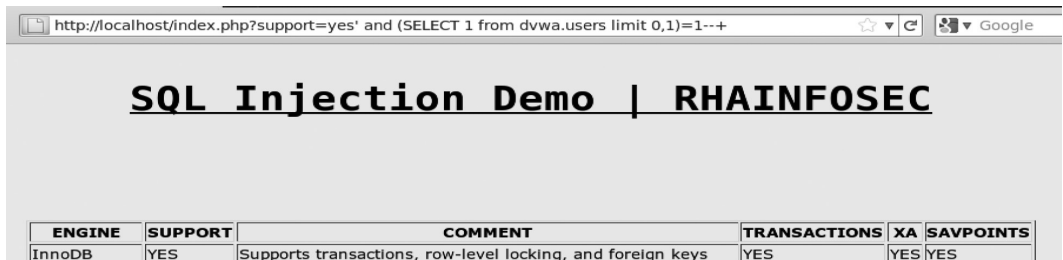 http://localhost/index.php?support=yes' and (SELECT 1 from dvwa.users limit 0,1)=1--+ Google
SQL Injection Demo | RHAINFOSEC
ENGINE SUPPORT COMMENT TRANSACTIONS XA SAVPOINTS
InnoDB YES Supports transactions, row-level locking, and foreign keys YES YES YES